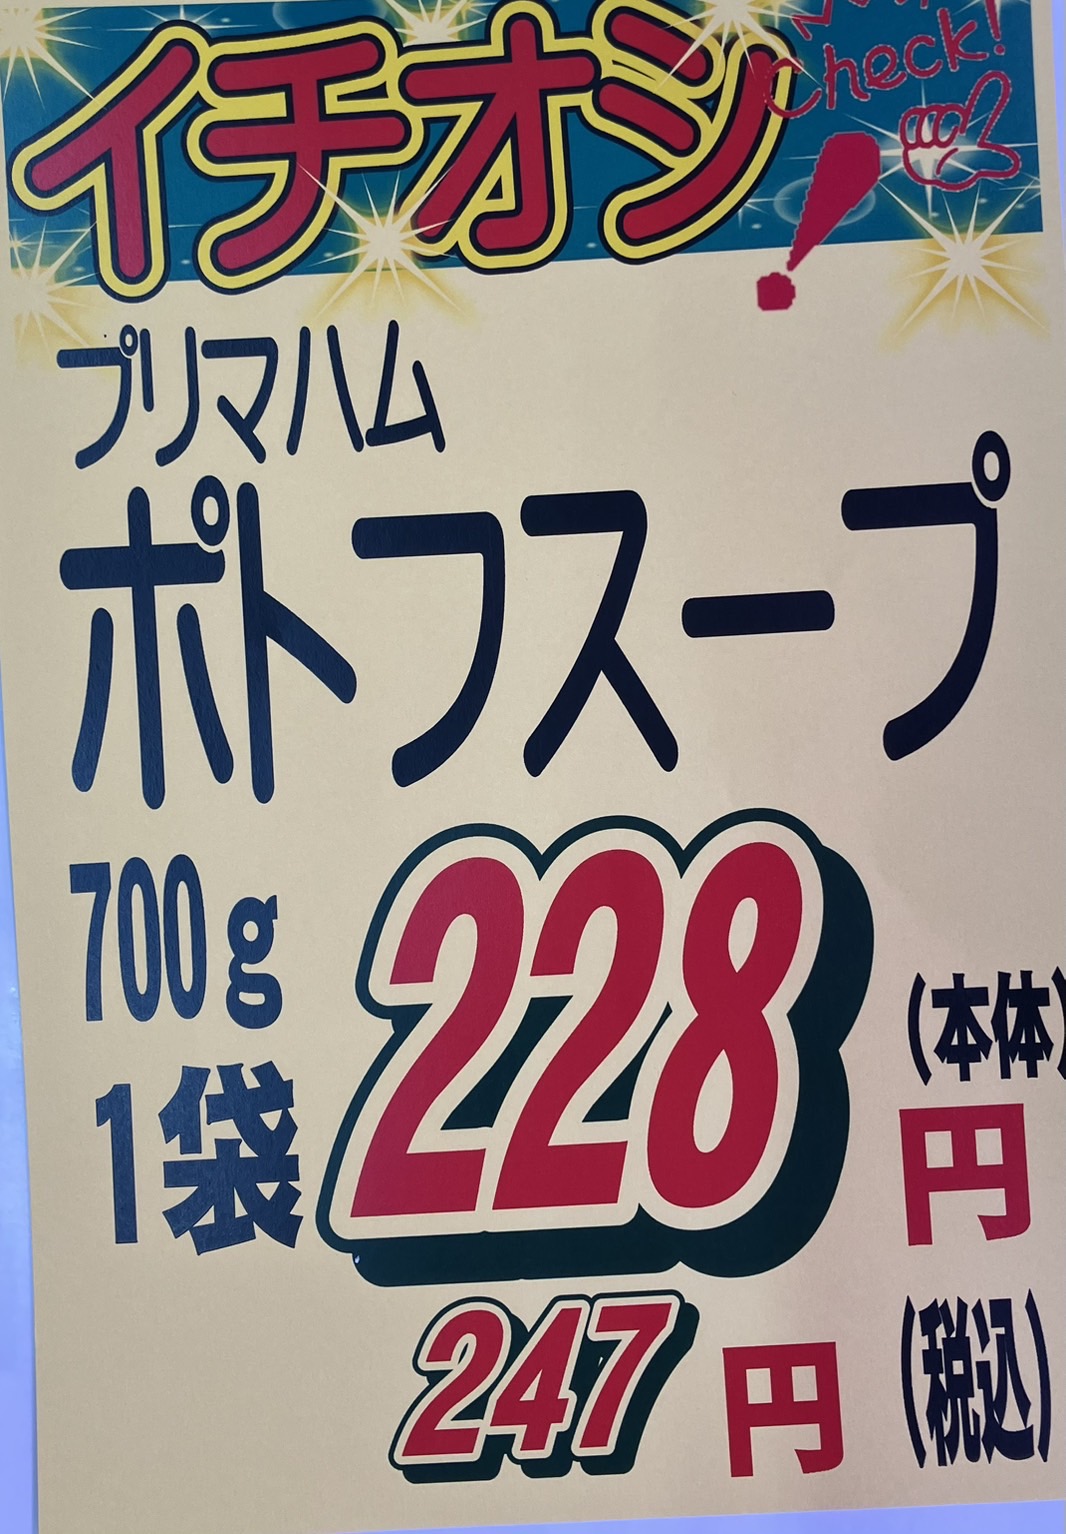 イチオシ
Check!
プリマハム
ポトフスープ
700g
1袋
228
(本体)
円
247円
(税込)